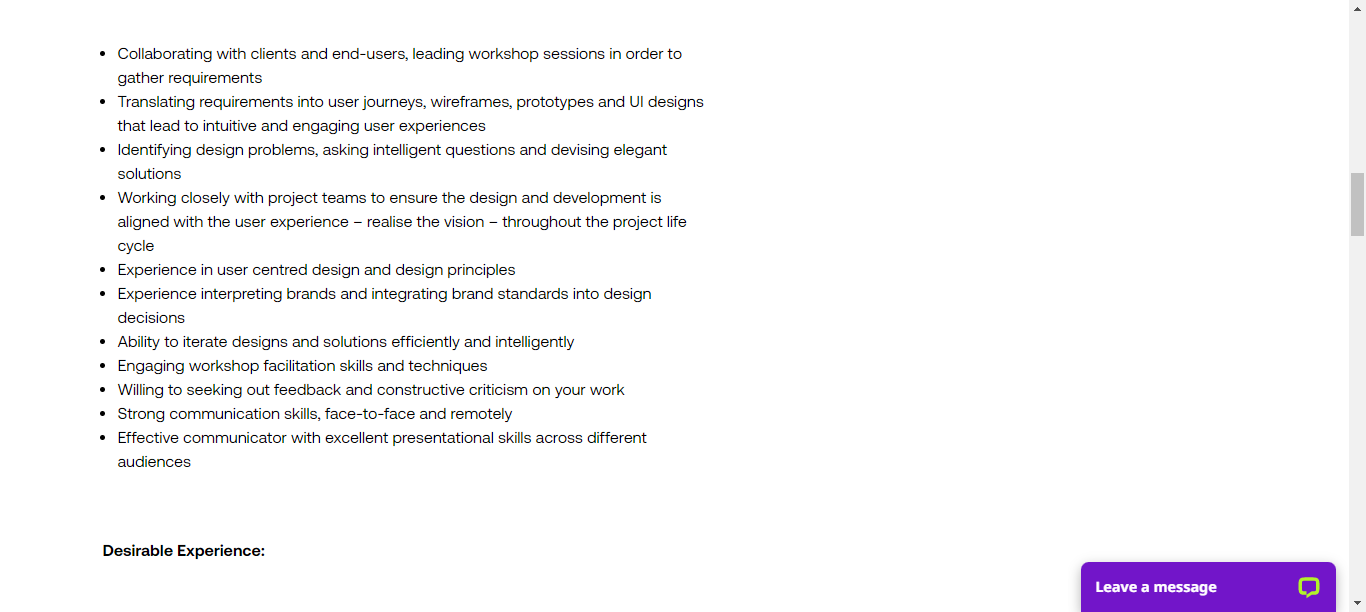 Collaborating with clients and end-users, leading workshop sessions in order to
gather requirements
Translating requirements into user journeys, wireframes, prototypes and UI designs
that lead to intuitive and engaging user experiences
Identifying design problems, asking intelligent questions and devising elegant
solutions
Working closely with project teams to ensure the design and development is
aligned with the user experience – realise the vision – throughout the project life
cycle
Experience in user centred design and design principles
Experience interpreting brands and integrating brand standards into design
decisions
Ability to iterate designs and solutions efficiently and intelligently
Engaging workshop facilitation skills and techniques
Willing to seeking out feedback and constructive criticism on your work
Strong communication skills, face-to-face and remotely
Effective communicator with excellent presentational skills across different
audiences
Desirable Experience:
Leave a message